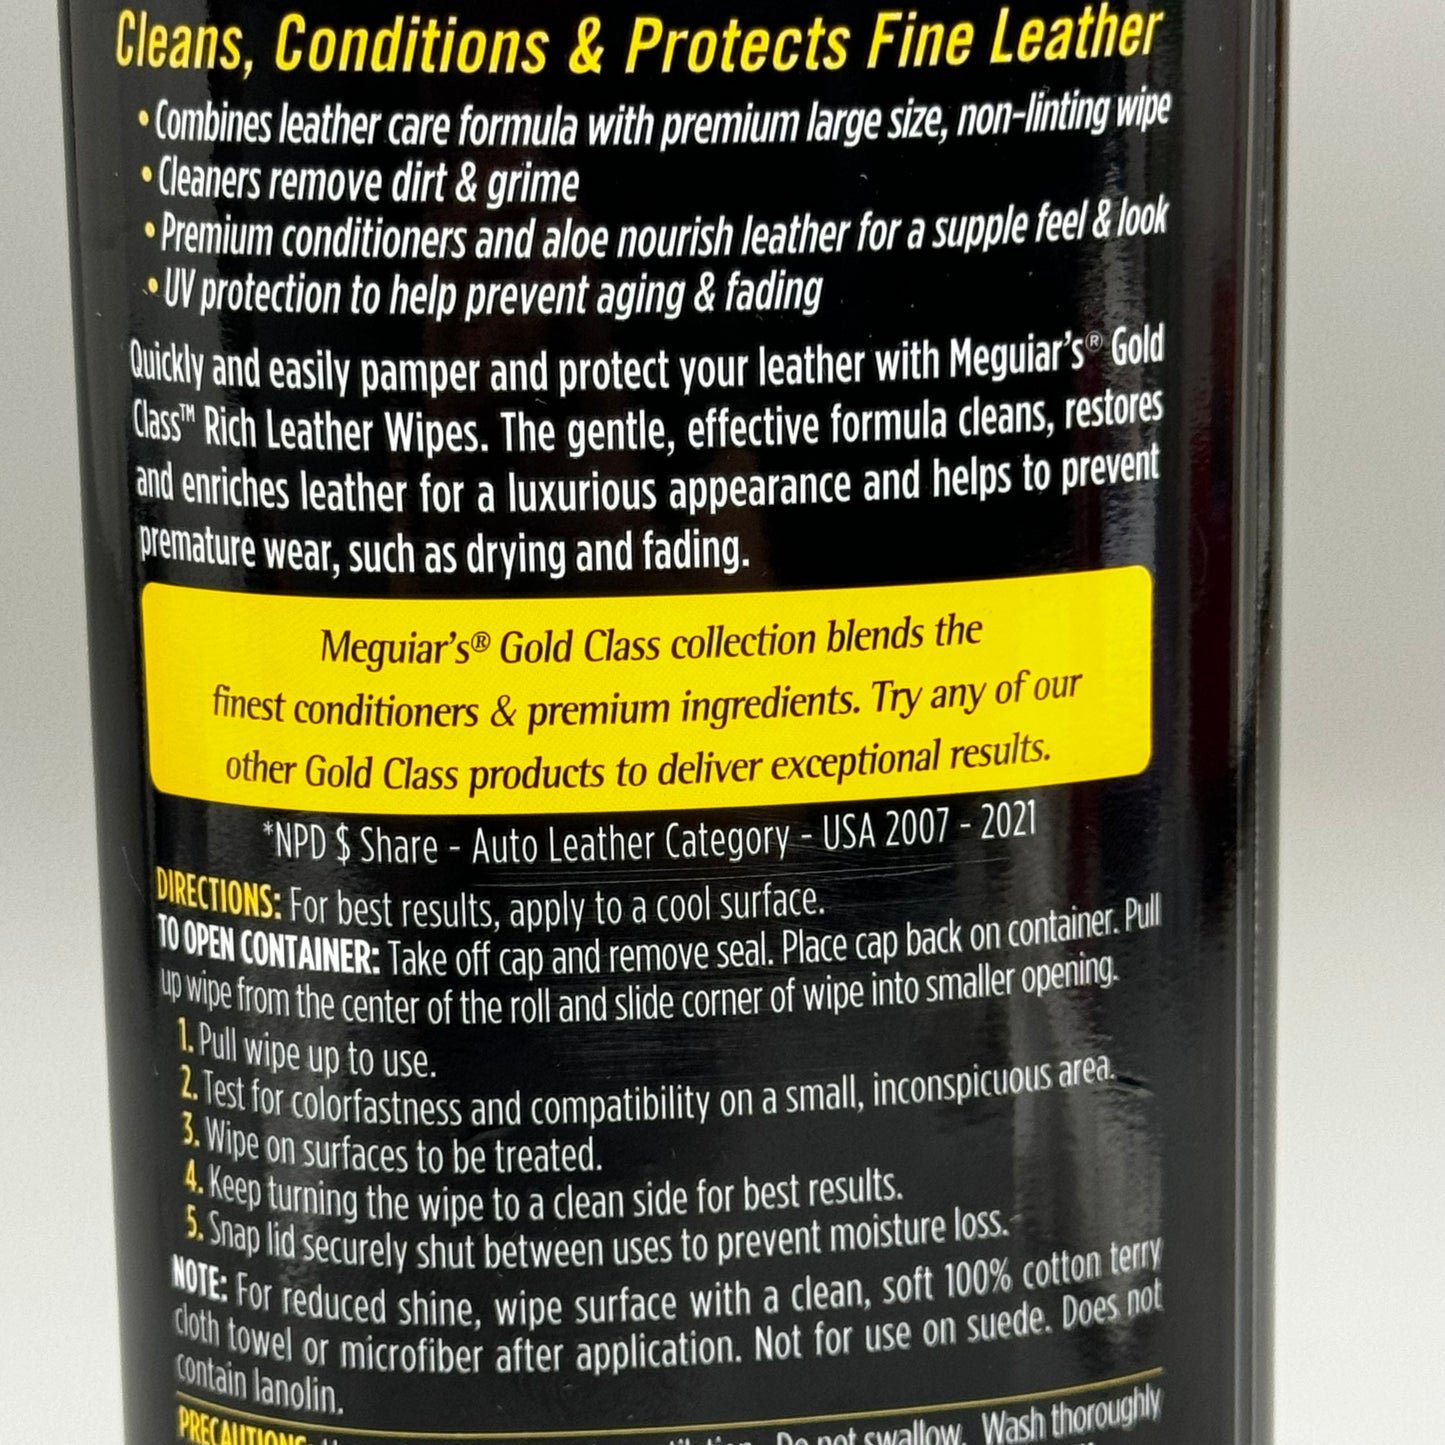 Cleans, Conditions & Protects Fine Leather
• Combines leather care formula with premium large size, non-linting wipe
• Cleaners remove dirt & grime
• Premium conditioners and aloe nourish leather for a supple feel & look
• UV protection to help prevent aging & fading
Quickly and easily pamper and protect your leather with Meguiar's® Gold
Class™ Rich Leather Wipes. The gentle, effective formula cleans, restores
and enriches leather for a luxurious appearance and helps to prevent
premature wear, such as drying and fading.
Meguiar's® Gold Class collection blends the
finest conditioners & premium ingredients. Try any of our
other Gold Class products to deliver exceptional results.
*NPD $ Share - Auto Leather Category - USA 2007 - 2021
DIRECTIONS: For best results, apply to a cool surface.
TO OPEN CONTAINER: Take off cap and remove seal. Place cap back on container. Pull
up wipe from the center of the roll and slide corner of wipe into smaller opening.
1. Pull wipe up to use.
2. Test for colorfastness and compatibility on a small, inconspicuous area.
3. Wipe on surfaces to be treated.
4. Keep turning the wipe to a clean side for best results.
5. Snap lid securely shut between uses to prevent moisture loss.
NOTE: For reduced shine, wipe surface with a clean, soft 100% cotton terry
cloth towel or microfiber after application. Not for use on suede. Does not
contain lanolin.
PRECAUTIONS: Do not swallow. Wash thoroughly